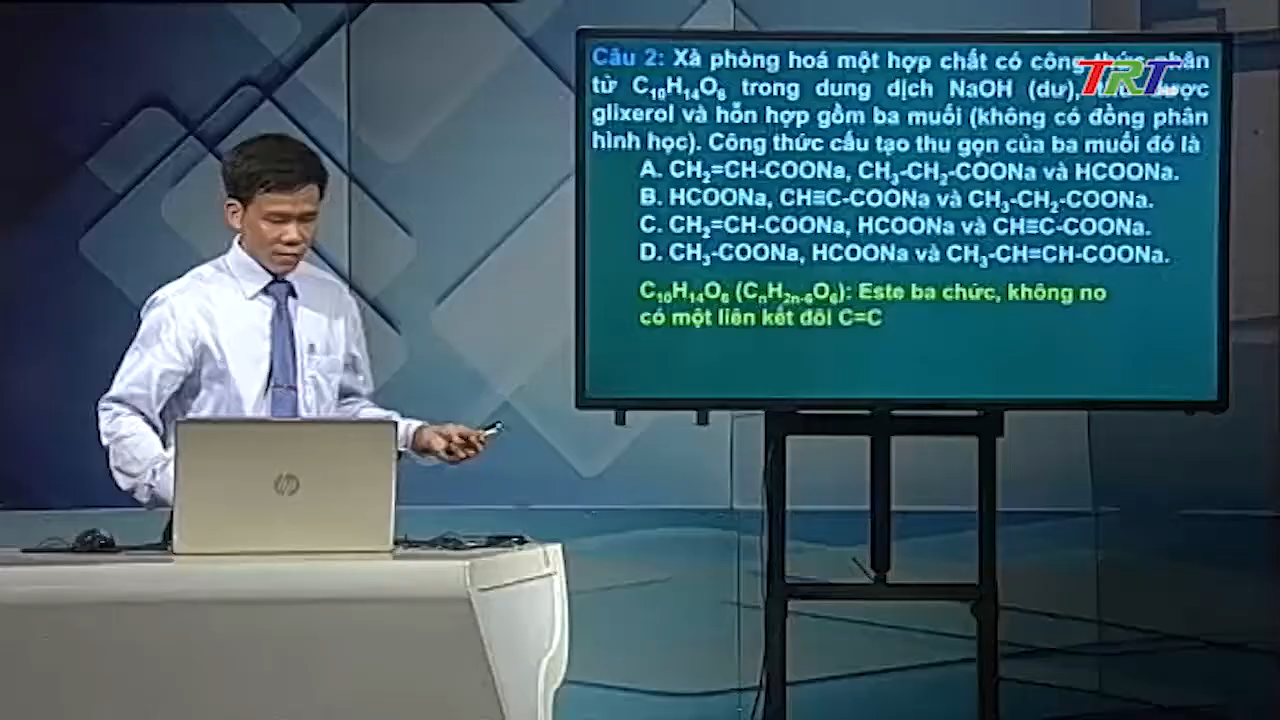 Câu 2: Xà phòng hoá một hợp chất có công thức phân
tử C₁₀H₁₄O₆ trong dung dịch NaOH (dư), được
glixerol và hỗn hợp gồm ba muối (không có đồng phân
hình học). Công thức cấu tạo thu gọn của ba muối đó là
A. CH₂=CH-COONa, CH₃-CH₂-COONa và HCOONa.
B. HCOONa, CH≡C-COONa và CH₃-CH₂-COONa.
C. CH₂=CH-COONa, HCOONa và CH≡C-COONa.
D. CH₃-COONa, HCOONa và CH₃-CH=CH-COONa.
C₁₀H₁₄O₆ (CₙH₂ₙ₋₆O₆): Este ba chức, không no
có một liên kết đôi C=C
TRT
hp